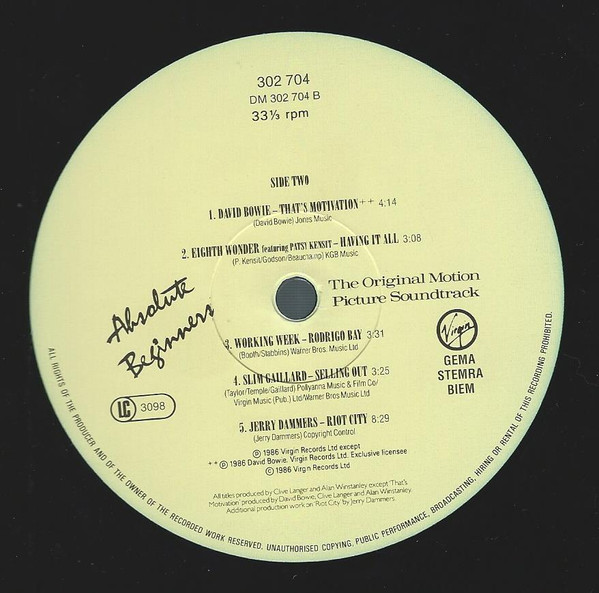 302 704
DM 302 704 B
33⅓ rpm
SIDE TWO
1. DAVID BOWIE – THAT'S MOTIVATION ++ 4:14
(David Bowie) Jones Music
2. EIGHTH WONDER featuring PATSY KENSIT – HAVING IT ALL 3:08
(P. Kensit/Godson/Beauchamp) KGB Music
Absolute
Beginners
The Original Motion
Picture Soundtrack
3. WORKING WEEK – RODRIGO BAY 3:31
(Booth/Stabbins) Warner Bros. Music Ltd
4. SLIM GAILLARD – SELLING OUT 3:25
(Taylor/Temple/Gaillard) Pollyanna Music & Film Co/
Virgin Music (Pub.) Ltd/Warner Bros. Music Ltd
5. JERRY DAMMERS – RIOT CITY 8:29
(Jerry Dammers) Copyright Control
Virgin
GEMA
STEMRA
BIEM
LC 3098
℗ 1986 Virgin Records Ltd except
++ ℗ 1986 David Bowie. Virgin Records Ltd. Exclusive licensee
© 1986 Virgin Records Ltd
All titles produced by Clive Langer and Alan Winstanley except 'That's
Motivation' produced by David Bowie, Clive Langer and Alan Winstanley.
Additional production work on 'Riot City' by Jerry Dammers.
ALL RIGHTS OF THE PRODUCER AND OF THE OWNER OF THE RECORDED WORK RESERVED. UNAUTHORISED COPYING, PUBLIC PERFORMANCE, BROADCASTING, HIRING OR RENTAL OF THIS RECORDING PROHIBITED.